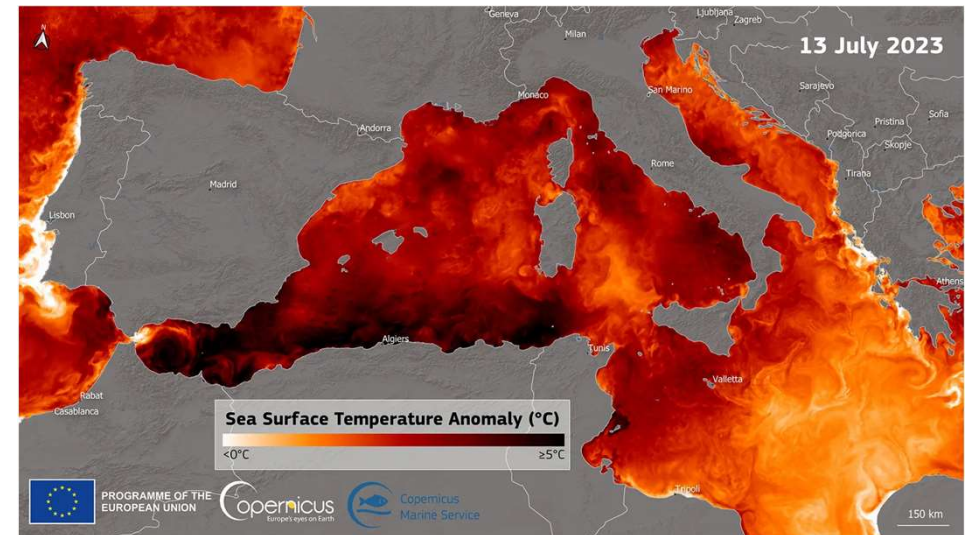 N
13 July 2023
Geneva
Ljubljana
Zagreb
Milan
Monaco
San Marino
Sarajevo
Pristina
Sofia
Andorra
Podgorica
Skopje
Rome
Madrid
Tirana
Lisbon
Athens
Algiers
Tunis
Valletta
Rabat
Casablanca
Sea Surface Temperature Anomaly (°C)
<0°C ≥5°C
Tripoli
PROGRAMME OF THE
EUROPEAN UNION
opernicus
Europe's eyes on Earth
Copernicus
Marine Service
150 km